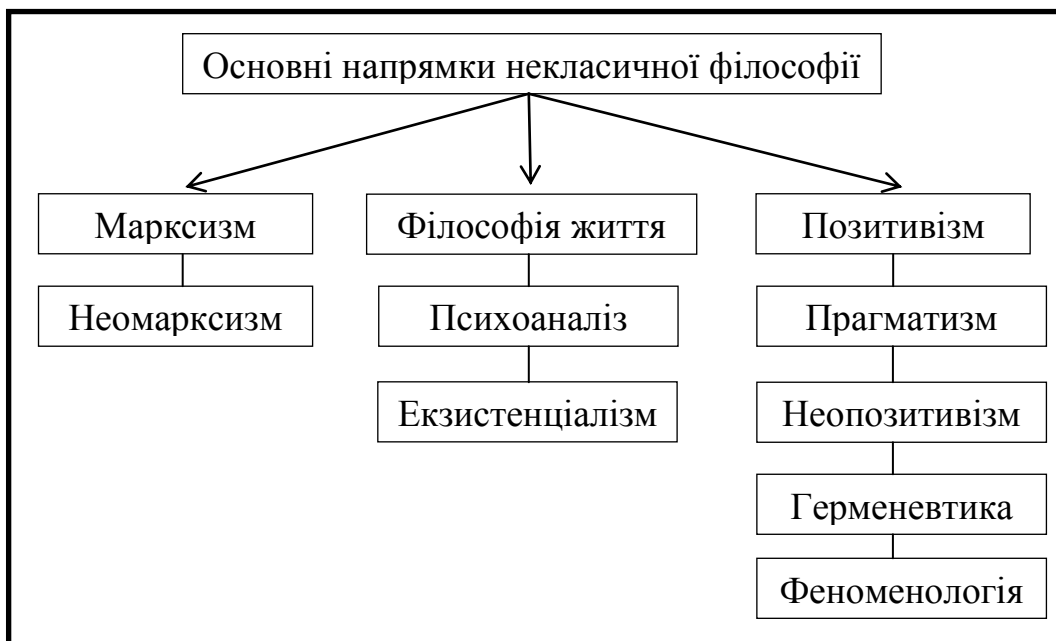 Основні напрямки некласичної філософії
Марксизм
Неомарксизм
Філософія життя
Психоаналіз
Екзистенціалізм
Позитивізм
Прагматизм
Неопозитивізм
Герменевтика
Феноменологія